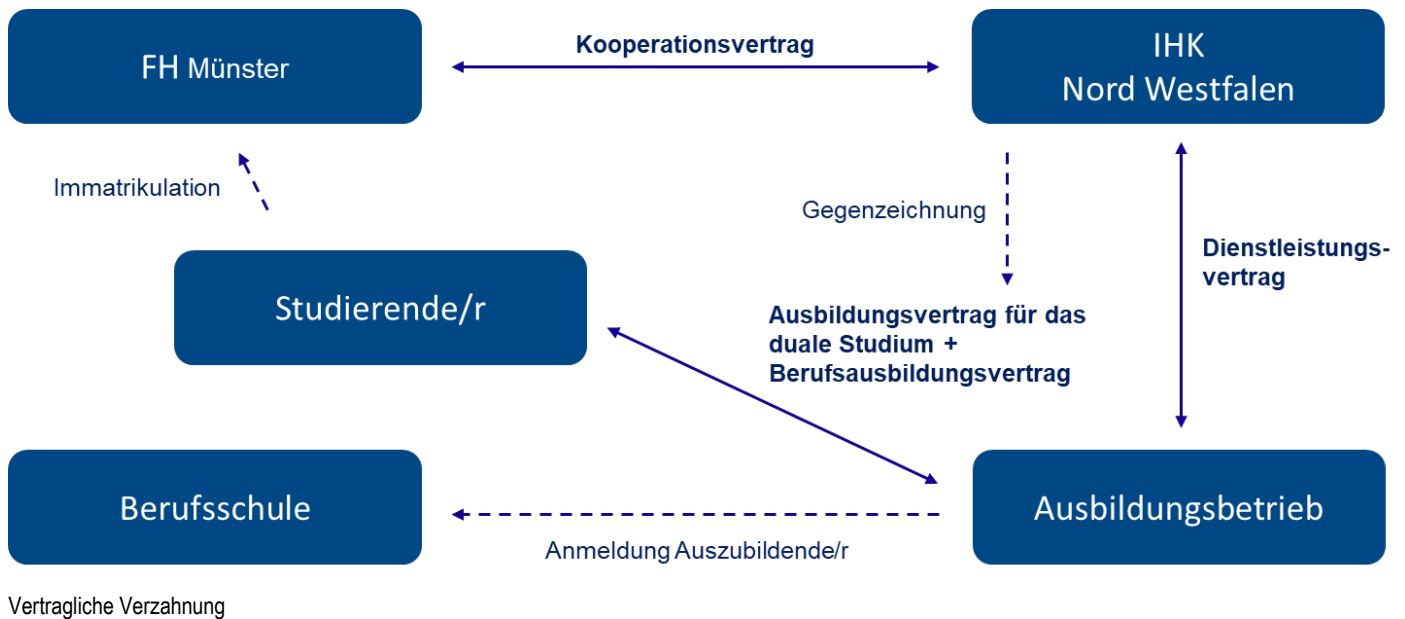 FH Münster
Kooperationsvertrag
IHK
Nord Westfalen
Immatrikulation
Gegenzeichnung
Dienstleistungs-
vertrag
Studierende/r
Ausbildungsvertrag für das
duale Studium +
Berufsausbildungsvertrag
Berufsschule
Ausbildungsbetrieb
Anmeldung Auszubildende/r
Vertragliche Verzahnung